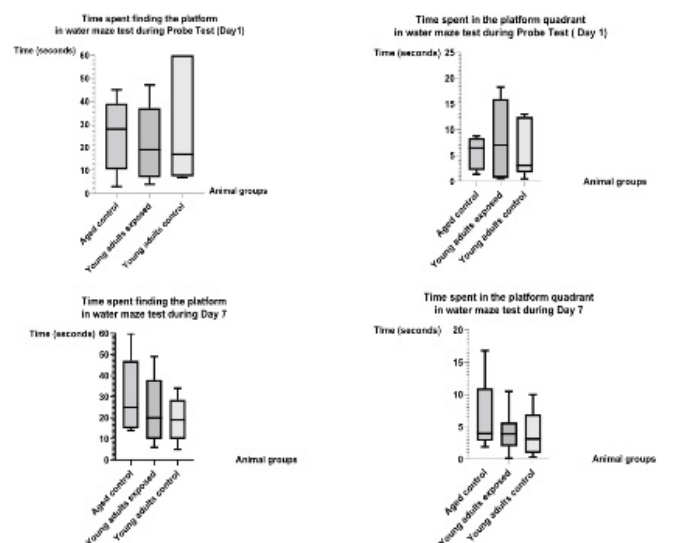 Time spent finding the platform
in water maze test during Probe Test (Day1)
Time (seconds)
60
50
40
30
20
10
0
Animal groups
Aged control
Young adults exposed
Young adults control
Time spent in the platform quadrant
in water maze test during Probe Test ( Day 1)
Time (seconds)
25
20
15
10
5
0
Animal groups
Aged control
Young adults exposed
Young adults control
Time spent finding the platform
in water maze test during Day 7
Time (seconds)
60
50
40
30
20
10
0
Animal groups
Aged control
Young adults exposed
Young adults control
Time spent in the platform quadrant
in water maze test during Day 7
Time (seconds)
20
15
10
5
0
Animal groups
Aged control
Young adults exposed
Young adults control